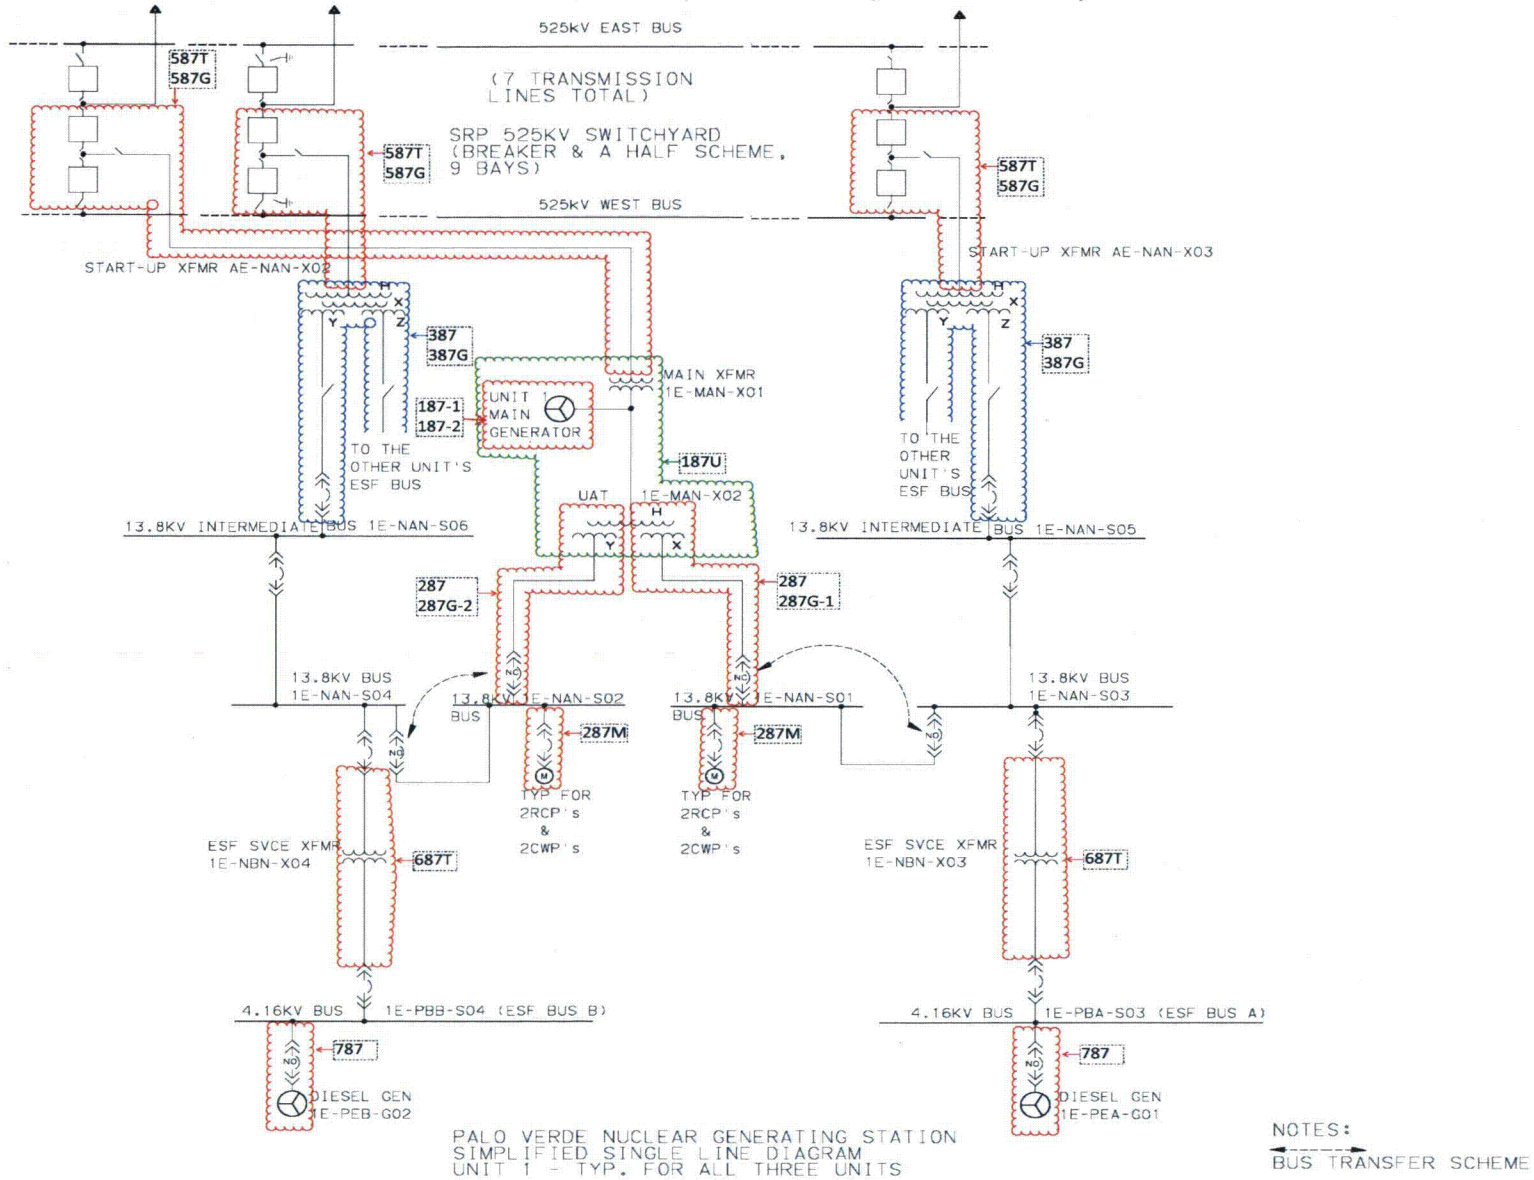 525KV EAST BUS
587T
587G
(7 TRANSMISSION
LINES TOTAL)
SRP 525KV SWITCHYARD
(BREAKER & A HALF SCHEME,
9 BAYS)
587T
587G
587T
587G
525KV WEST BUS
START-UP XFMR AE-NAN-X02
START-UP XFMR AE-NAN-X03
H
X
Y
Z
H
X
Y
Z
387
387G
387
387G
MAIN XFMR
1E-MAN-X01
UNIT 1
MAIN
GENERATOR
187-1
187-2
TO THE
OTHER UNIT'S
ESF BUS
TO THE
OTHER
UNIT'S
ESF BUS
187U
UAT
1E-MAN-X02
H
Y
X
13.8KV INTERMEDIATE BUS 1E-NAN-S06
13.8KV INTERMEDIATE BUS 1E-NAN-S05
287
287G-2
287
287G-1
NO
NO
13.8KV BUS
1E-NAN-S04
13.8KV 1E-NAN-S02
BUS
13.8KV 1E-NAN-S01
BUS
13.8KV BUS
1E-NAN-S03
NO
287M
287M
NO
M
M
TYP FOR
2RCP's
&
2CWP's
TYP FOR
2RCP's
&
2CWP's
ESF SVCE XFMR
1E-NBN-X04
687T
ESF SVCE XFMR
1E-NBN-X03
687T
4.16KV BUS 1E-PBB-S04 (ESF BUS B)
4.16KV BUS 1E-PBA-S03 (ESF BUS A)
NO
787
NO
787
DIESEL GEN
1E-PEB-G02
DIESEL GEN
1E-PEA-G01
PALO VERDE NUCLEAR GENERATING STATION
SIMPLIFIED SINGLE LINE DIAGRAM
UNIT 1 - TYP. FOR ALL THREE UNITS
NOTES:
BUS TRANSFER SCHEME